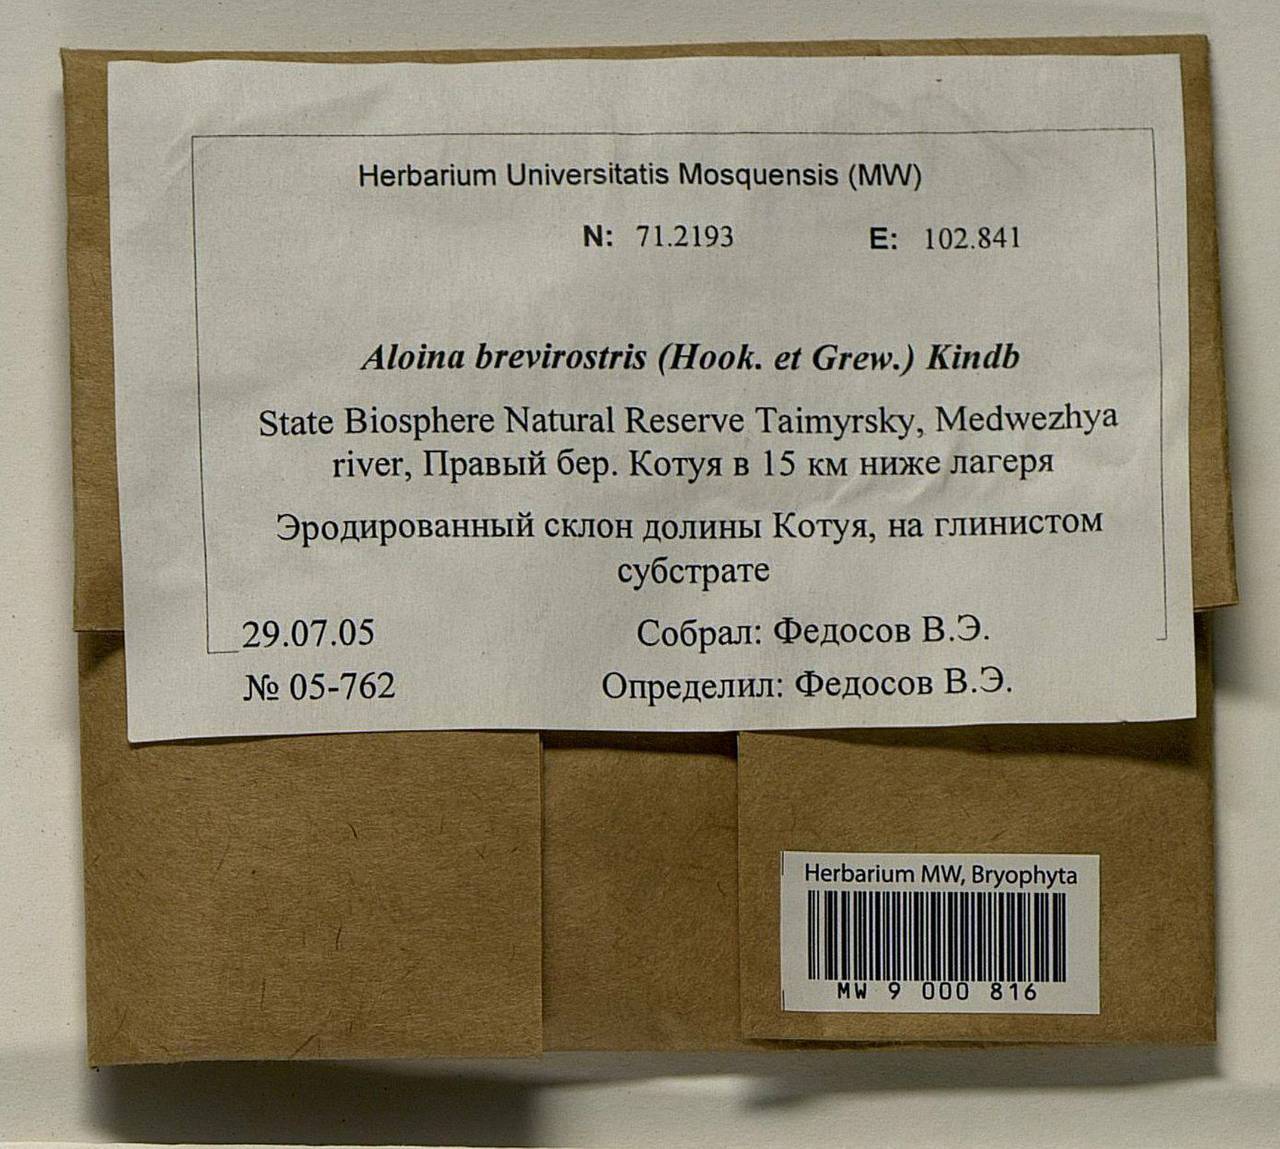 Herbarium Universitatis Mosquensis (MW)
N: 71.2193 E: 102.841
Aloina brevirostris (Hook. et Grew.) Kindb
State Biosphere Natural Reserve Taimyrsky, Medwezhya
river, Правый бер. Котуя в 15 км ниже лагеря
Эродированный склон долины Котуя, на глинистом
субстрате
29.07.05 Собрал: Федосов В.Э.
№ 05-762 Определил: Федосов В.Э.
Herbarium MW, Bryophyta
MW 9 000 816